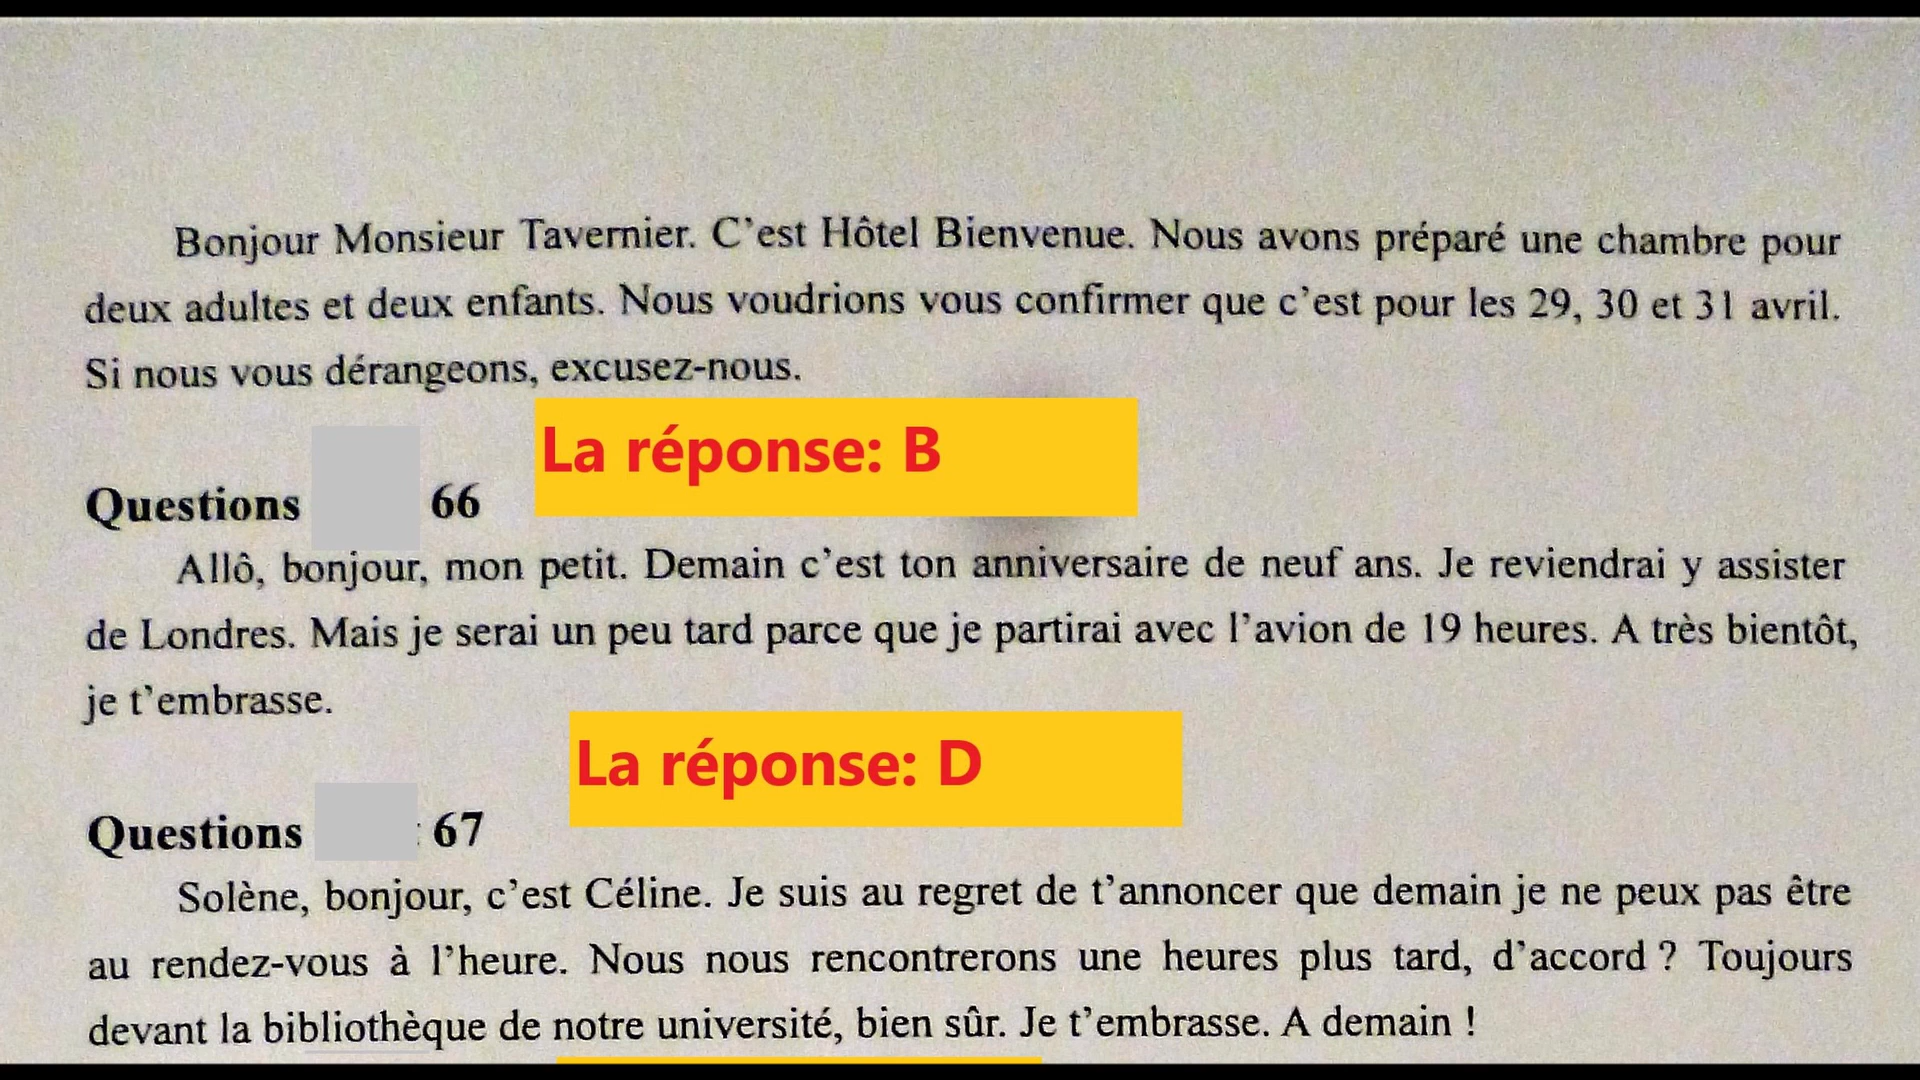 Bonjour Monsieur Tavernier. C'est Hôtel Bienvenue. Nous avons préparé une chambre pour
deux adultes et deux enfants. Nous voudrions vous confirmer que c'est pour les 29, 30 et 31 avril.
Si nous vous dérangeons, excusez-nous.
La réponse: B
Questions 66
Allô, bonjour, mon petit. Demain c'est ton anniversaire de neuf ans. Je reviendrai y assister
de Londres. Mais je serai un peu tard parce que je partirai avec l'avion de 19 heures. A très bientôt,
je t'embrasse.
La réponse: D
Questions 67
Solène, bonjour, c'est Céline. Je suis au regret de t'annoncer que demain je ne peux pas être
au rendez-vous à l'heure. Nous nous rencontrerons une heures plus tard, d'accord ? Toujours
devant la bibliothèque de notre université, bien sûr. Je t'embrasse. A demain !